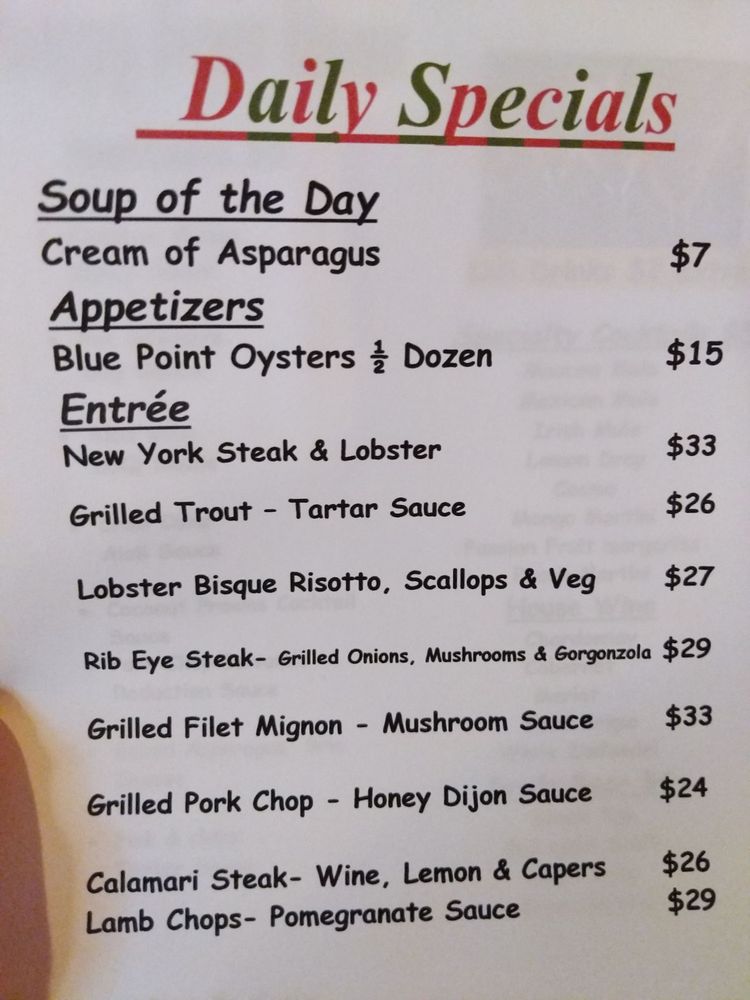 Daily Specials
Soup of the Day
Cream of Asparagus $7
Appetizers
Blue Point Oysters ½ Dozen $15
Entrée
New York Steak & Lobster $33
Grilled Trout - Tartar Sauce $26
Lobster Bisque Risotto, Scallops & Veg $27
Rib Eye Steak- Grilled Onions, Mushrooms & Gorgonzola $29
Grilled Filet Mignon - Mushroom Sauce $33
Grilled Pork Chop - Honey Dijon Sauce $24
Calamari Steak- Wine, Lemon & Capers $26
Lamb Chops- Pomegranate Sauce $29